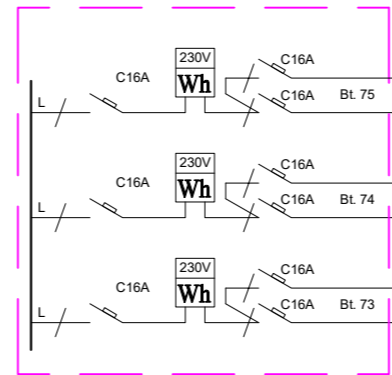 230V C16A
C16A Wh
C16A Bt. 75
L
230V C16A
C16A Wh
C16A Bt. 74
L
230V C16A
C16A Wh
C16A Bt. 73
L